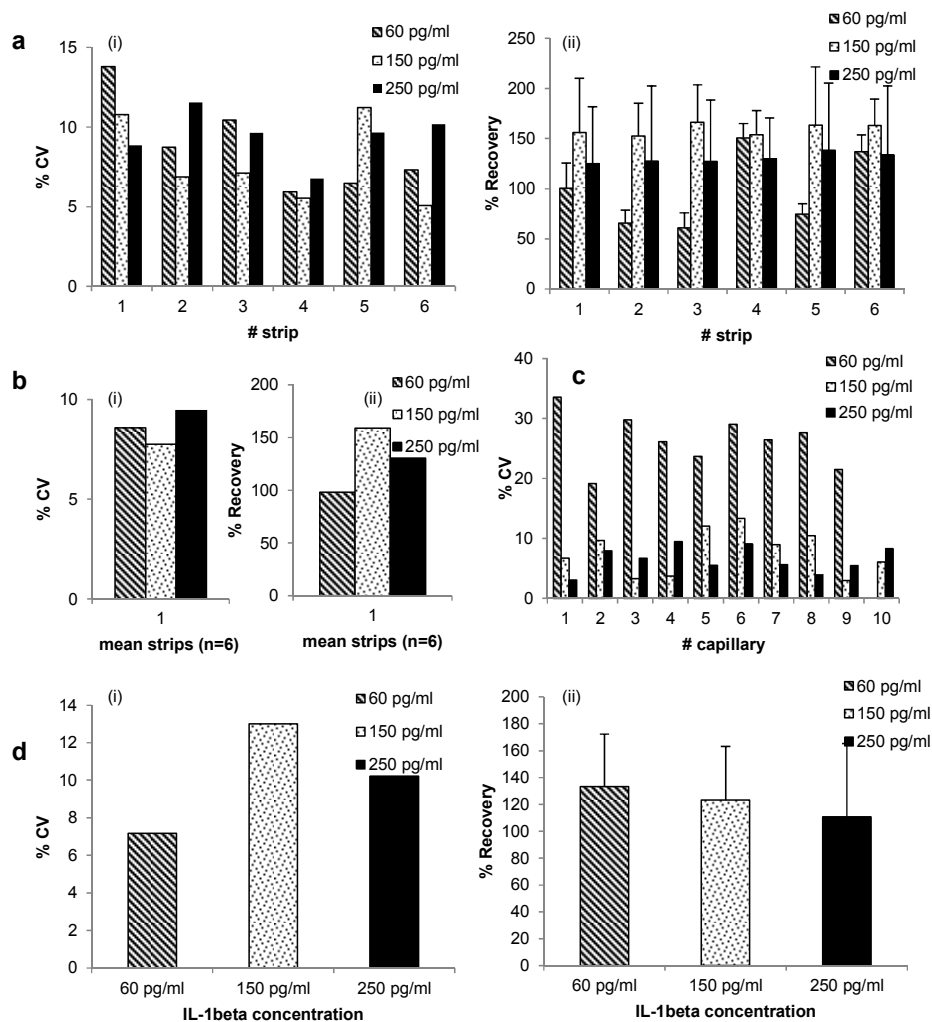 a
(i)
60 pg/ml
150 pg/ml
250 pg/ml
15
10
5
0
% CV
1 2 3 4 5 6
# strip
(ii)
60 pg/ml
150 pg/ml
250 pg/ml
250
200
150
100
50
0
% Recovery
1 2 3 4 5 6
# strip
b
(i)
10
5
0
% CV
1
mean strips (n=6)
(ii)
60 pg/ml
150 pg/ml
250 pg/ml
200
150
100
50
0
% Recovery
1
mean strips (n=6)
c
60 pg/ml
150 pg/ml
250 pg/ml
40
30
20
10
0
% CV
1 2 3 4 5 6 7 8 9 10
# capillary
d
(i)
60 pg/ml
150 pg/ml
250 pg/ml
14
12
10
8
6
4
2
0
% CV
60 pg/ml 150 pg/ml 250 pg/ml
IL-1beta concentration
(ii)
60 pg/ml
150 pg/ml
250 pg/ml
200
180
160
140
120
100
80
60
40
20
0
% Recovery
60 pg/ml 150 pg/ml 250 pg/ml
IL-1beta concentration